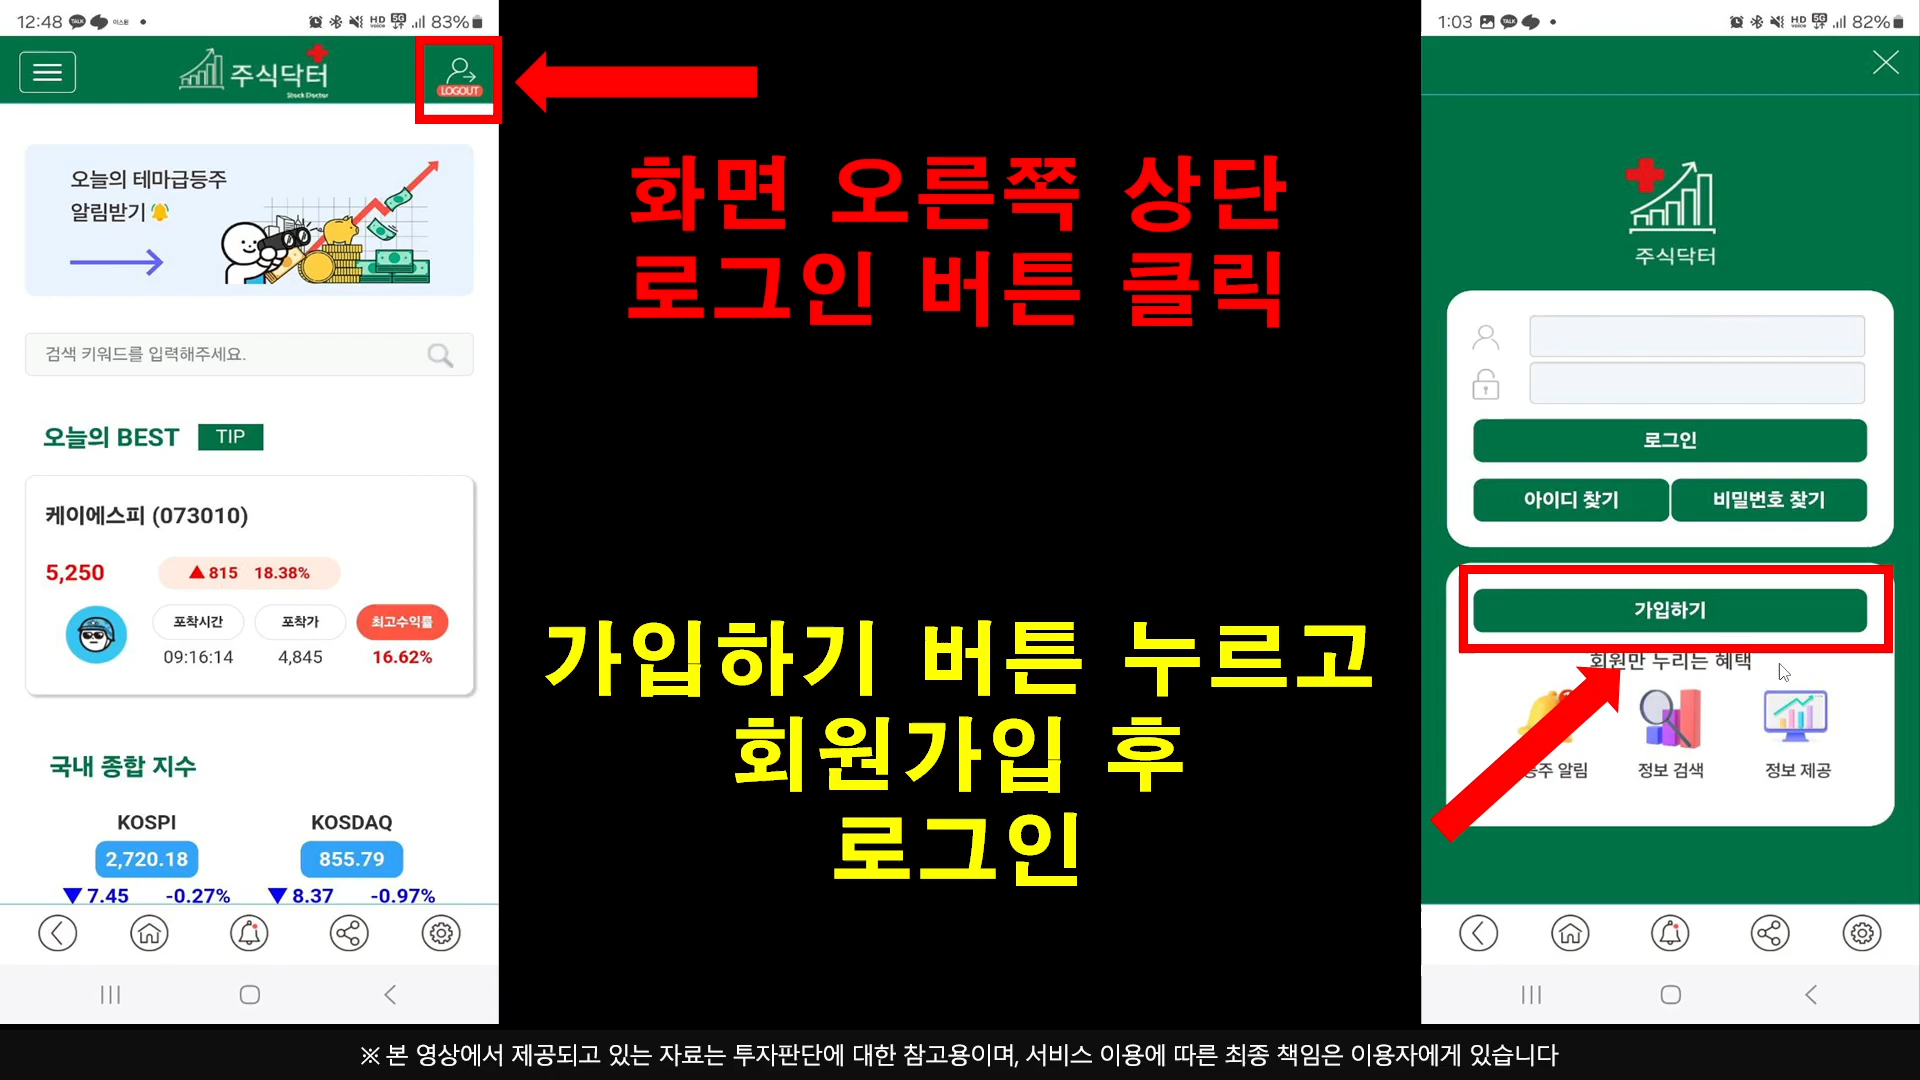 12:48
HD
5G
83%
주식닥터
Stock Doctor
LOGOUT
오늘의 테마급등주
알림받기
검색 키워드를 입력해주세요.
오늘의 BEST TIP
케이에스피 (073010)
5,250 ▲ 815 18.38%
포착시간 포착가 최고수익률
09:16:14 4,845 16.62%
국내 종합 지수
KOSPI KOSDAQ
2,720.18 855.79
▼ 7.45 -0.27% ▼ 8.37 -0.97%
화면 오른쪽 상단
로그인 버튼 클릭
가입하기 버튼 누르고
회원가입 후
로그인
1:03
HD
5G
82%
주식닥터
로그인
아이디 찾기 비밀번호 찾기
가입하기
회원만 누리는 혜택
등주 알림 정보 검색 정보 제공
※ 본 영상에서 제공되고 있는 자료는 투자판단에 대한 참고용이며, 서비스 이용에 따른 최종 책임은 이용자에게 있습니다